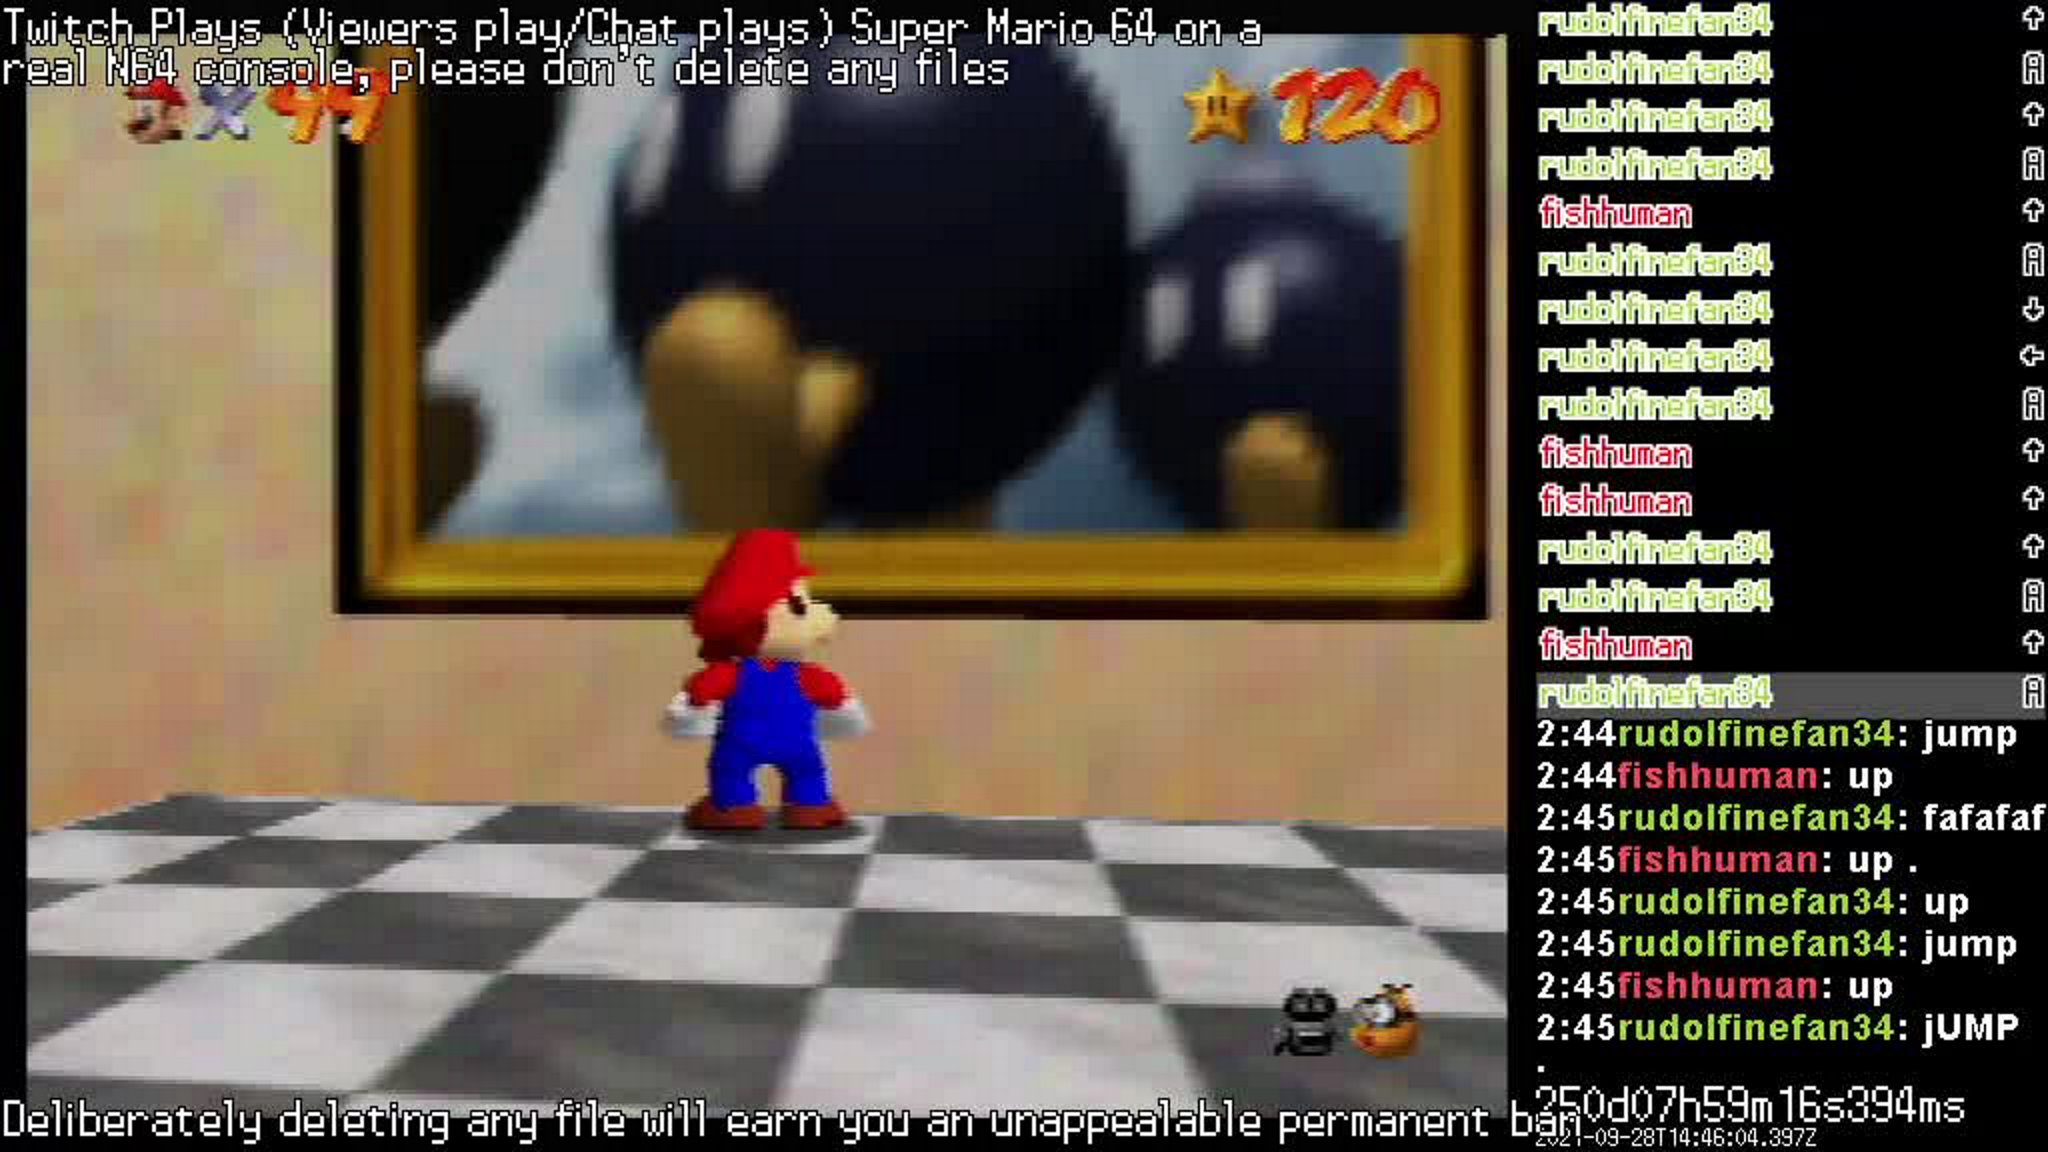 Twitch Plays (Viewers play/Chat plays) Super Mario 64 on a
real N64 console, please don't delete any files
× 99
120
rudolfinefan34 ↑
rudolfinefan34 A
rudolfinefan34 ↑
rudolfinefan34 A
fishhuman ↑
rudolfinefan34 A
rudolfinefan34 ↓
rudolfinefan34 ←
rudolfinefan34 A
fishhuman ↑
fishhuman ↑
rudolfinefan34 ↑
rudolfinefan34 A
fishhuman ↑
rudolfinefan34 A
2:44rudolfinefan34: jump
2:44fishhuman: up
2:45rudolfinefan34: fafafaf
2:45fishhuman: up .
2:45rudolfinefan34: up
2:45rudolfinefan34: jump
2:45fishhuman: up
2:45rudolfinefan34: jUMP
.
250d07h59m16s394ms
Deliberately deleting any file will earn you an unappealable permanent ban
2021-09-28T14:46:04.397Z